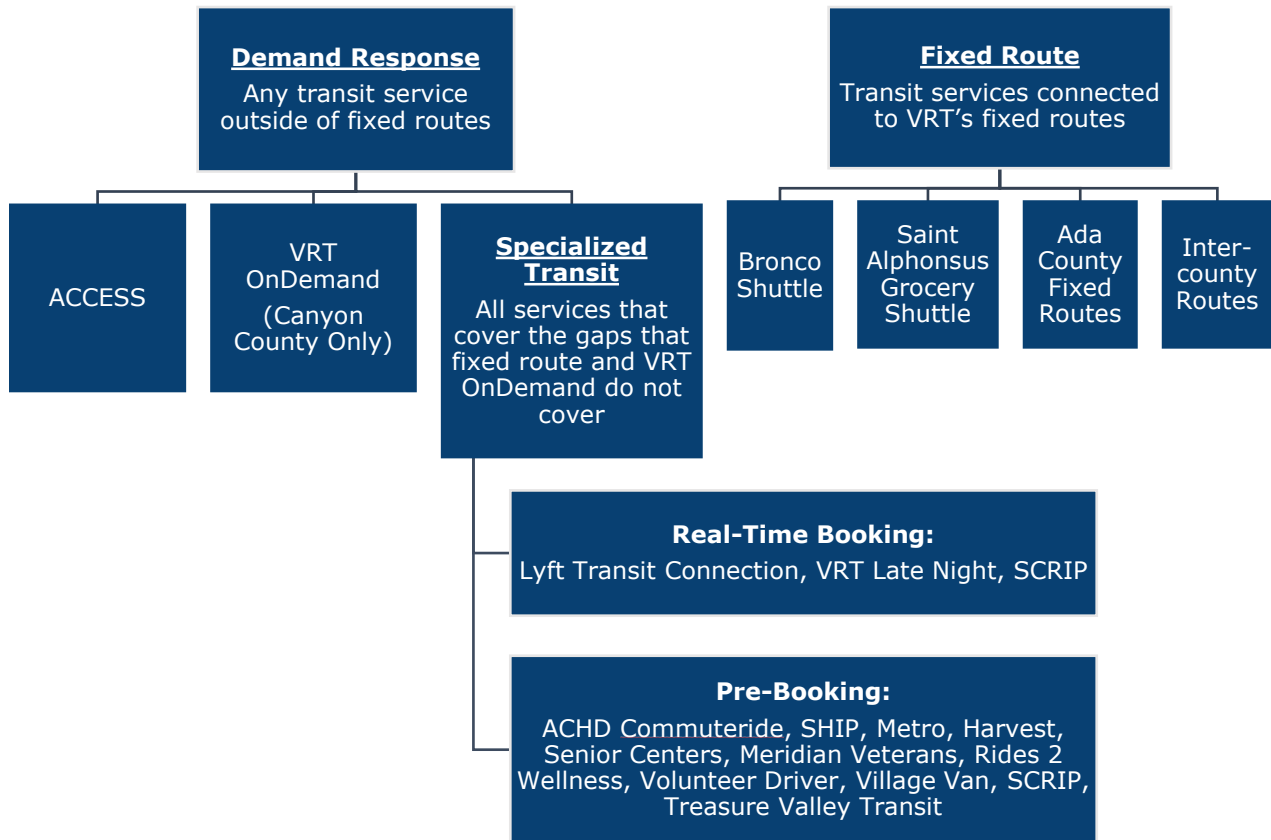 Demand Response
Any transit service
outside of fixed routes
Fixed Route
Transit services connected
to VRT's fixed routes
ACCESS
VRT
OnDemand
(Canyon
County Only)
Specialized
Transit
All services that
cover the gaps that
fixed route and VRT
OnDemand do not
cover
Bronco
Shuttle
Saint
Alphonsus
Grocery
Shuttle
Ada
County
Fixed
Routes
Inter-
county
Routes
Real-Time Booking:
Lyft Transit Connection, VRT Late Night, SCRIP
Pre-Booking:
ACHD Commuteride, SHIP, Metro, Harvest,
Senior Centers, Meridian Veterans, Rides 2
Wellness, Volunteer Driver, Village Van, SCRIP,
Treasure Valley Transit